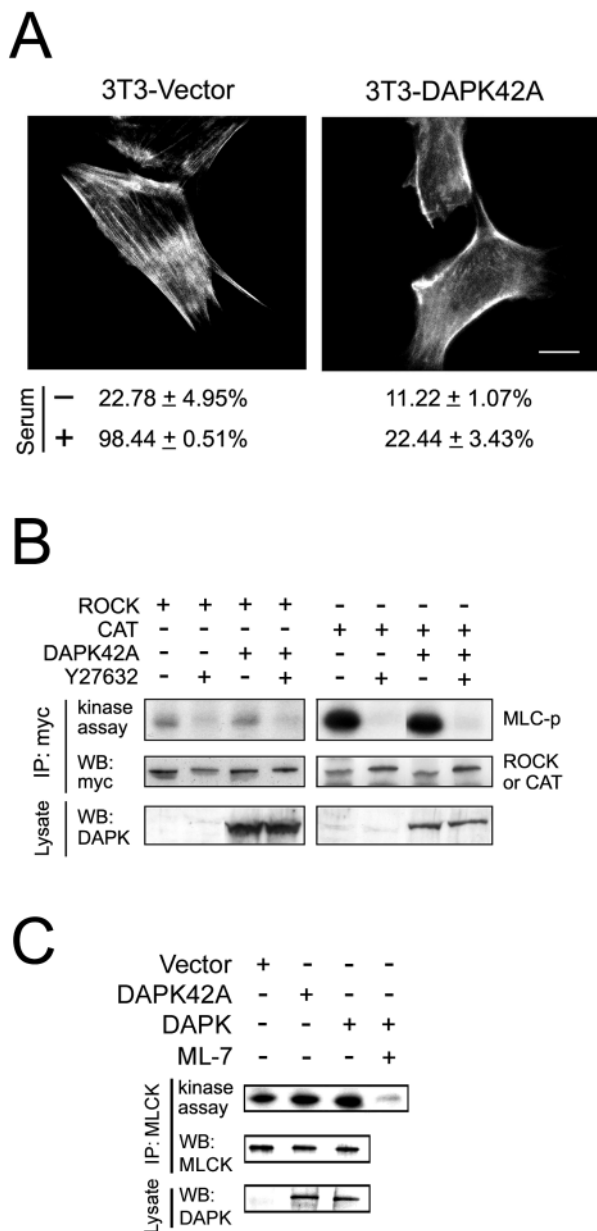 A
3T3-Vector 3T3-DAPK42A
Serum
− 22.78 ± 4.95% 11.22 ± 1.07%
+ 98.44 ± 0.51% 22.44 ± 3.43%
B
ROCK + + + + - - - -
CAT - - - - + + + +
DAPK42A - - + + - - + +
Y27632 - + - + - + - +
IP: myc
kinase assay MLC-p
WB: myc ROCK or CAT
Lysate
WB: DAPK
C
Vector + - - -
DAPK42A - + - -
DAPK - - + +
ML-7 - - - +
IP: MLCK
kinase assay
WB: MLCK
Lysate
WB: DAPK